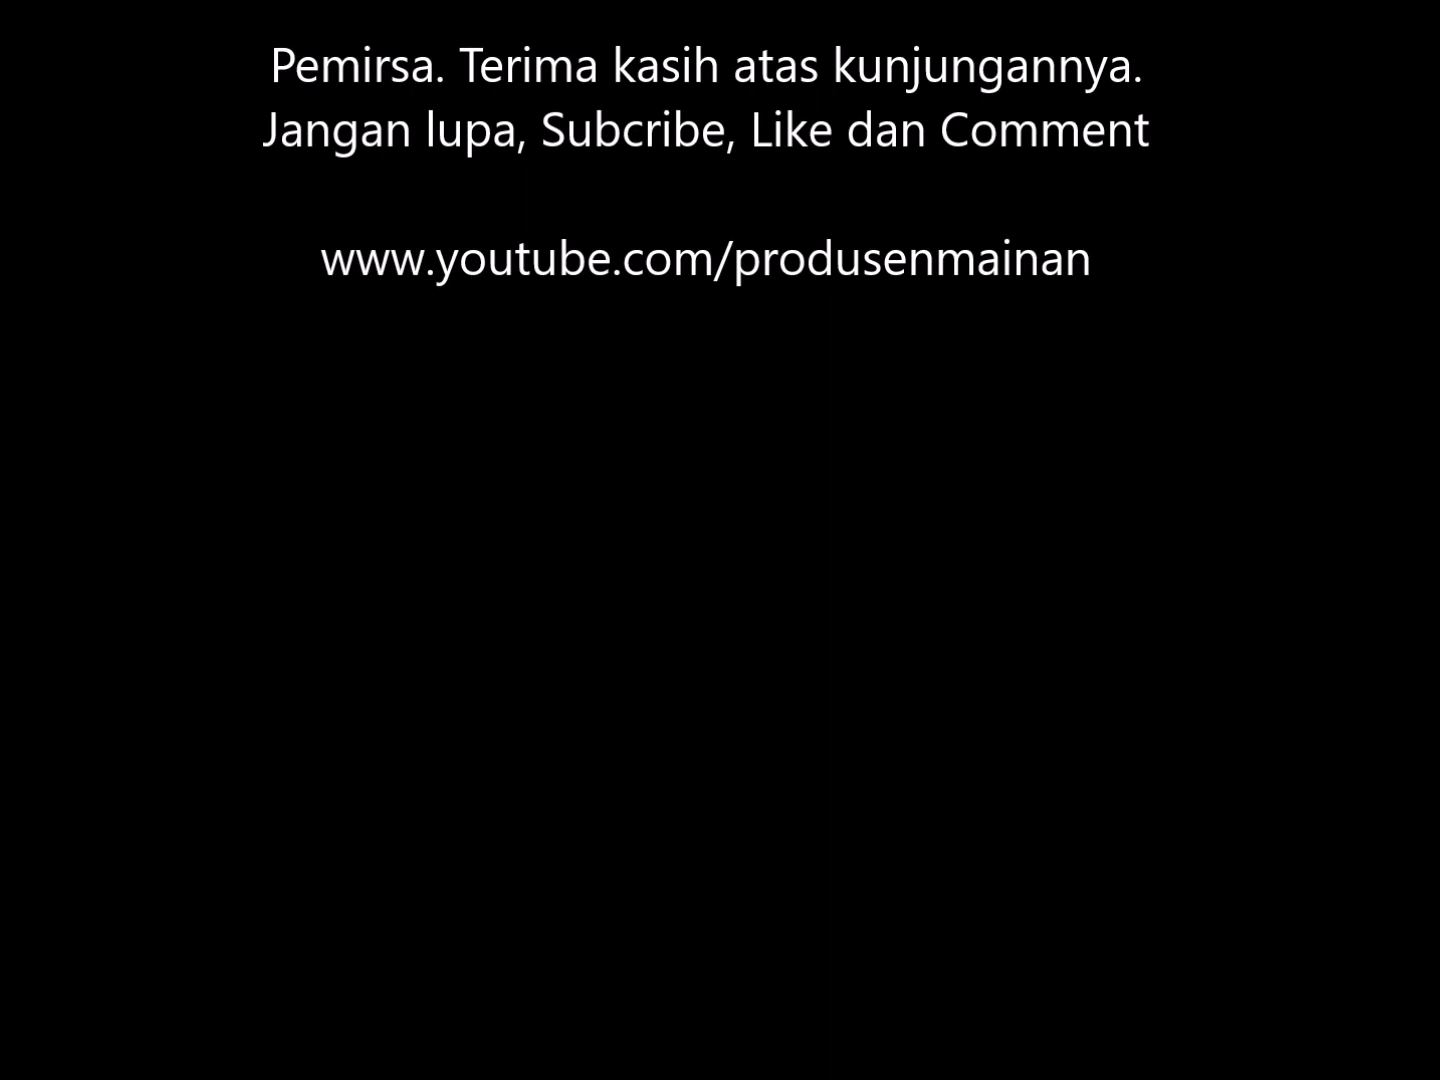 Pemirsa. Terima kasih atas kunjungannya.
Jangan lupa, Subcribe, Like dan Comment
www.youtube.com/produsenmainan